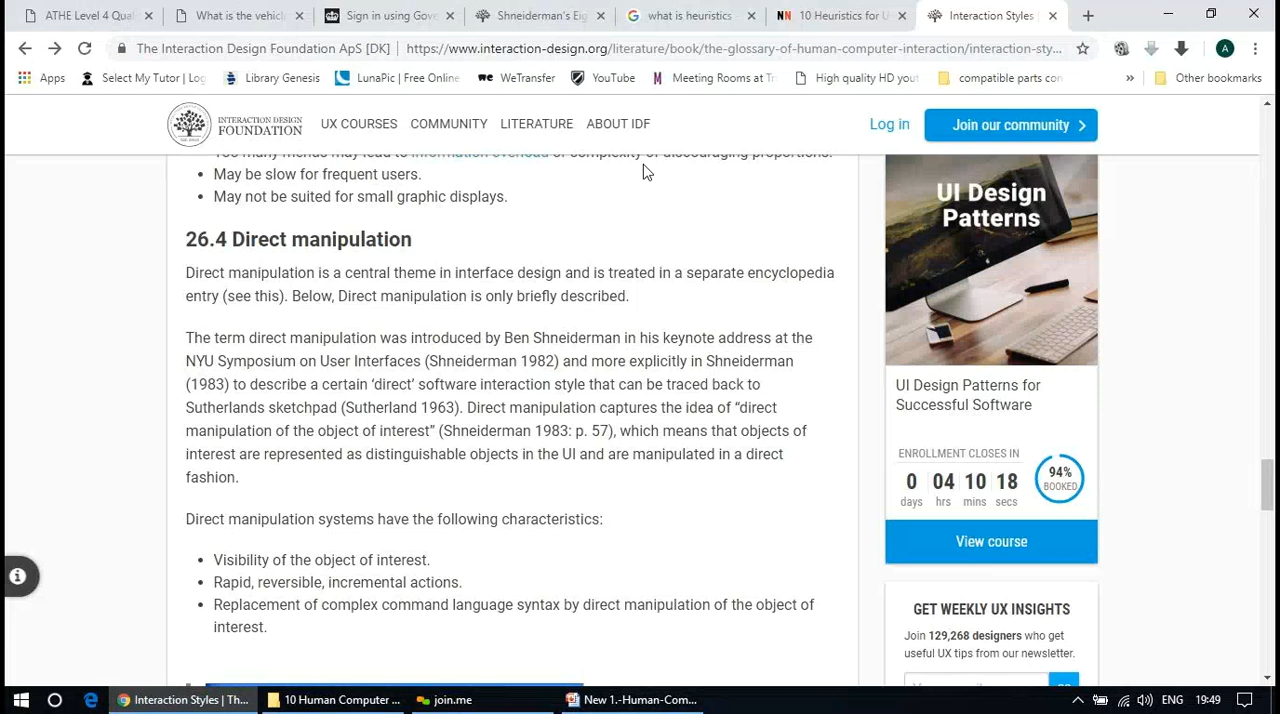 ATHE Level 4 Qual
What is the vehicl
Sign in using Gove
Shneiderman's Eig
what is heuristics -
10 Heuristics for U
Interaction Styles |
The Interaction Design Foundation ApS [DK] | https://www.interaction-design.org/literature/book/the-glossary-of-human-computer-interaction/interaction-sty...
Apps
Select My Tutor | Log
Library Genesis
LunaPic | Free Online
WeTransfer
YouTube
Meeting Rooms at Tr
High quality HD yout
compatible parts.com
»
Other bookmarks
INTERACTION DESIGN
FOUNDATION
UX COURSES
COMMUNITY
LITERATURE
ABOUT IDF
Log in
Join our community
Too many menus may lead to information overload or complexity of discouraging proportions.
• May be slow for frequent users.
• May not be suited for small graphic displays.
26.4 Direct manipulation
Direct manipulation is a central theme in interface design and is treated in a separate encyclopedia
entry (see this). Below, Direct manipulation is only briefly described.
The term direct manipulation was introduced by Ben Shneiderman in his keynote address at the
NYU Symposium on User Interfaces (Shneiderman 1982) and more explicitly in Shneiderman
(1983) to describe a certain ‘direct’ software interaction style that can be traced back to
Sutherlands sketchpad (Sutherland 1963). Direct manipulation captures the idea of “direct
manipulation of the object of interest” (Shneiderman 1983: p. 57), which means that objects of
interest are represented as distinguishable objects in the UI and are manipulated in a direct
fashion.
Direct manipulation systems have the following characteristics:
• Visibility of the object of interest.
• Rapid, reversible, incremental actions.
• Replacement of complex command language syntax by direct manipulation of the object of
interest.
UI Design
Patterns
UI Design Patterns for
Successful Software
ENROLLMENT CLOSES IN
0 04 10 18
days hrs mins secs
94%
BOOKED
View course
GET WEEKLY UX INSIGHTS
Join 129,268 designers who get
useful UX tips from our newsletter.
Interaction Styles | Th...
10 Human Computer ...
join.me
New 1.-Human-Com...
ENG
19:49